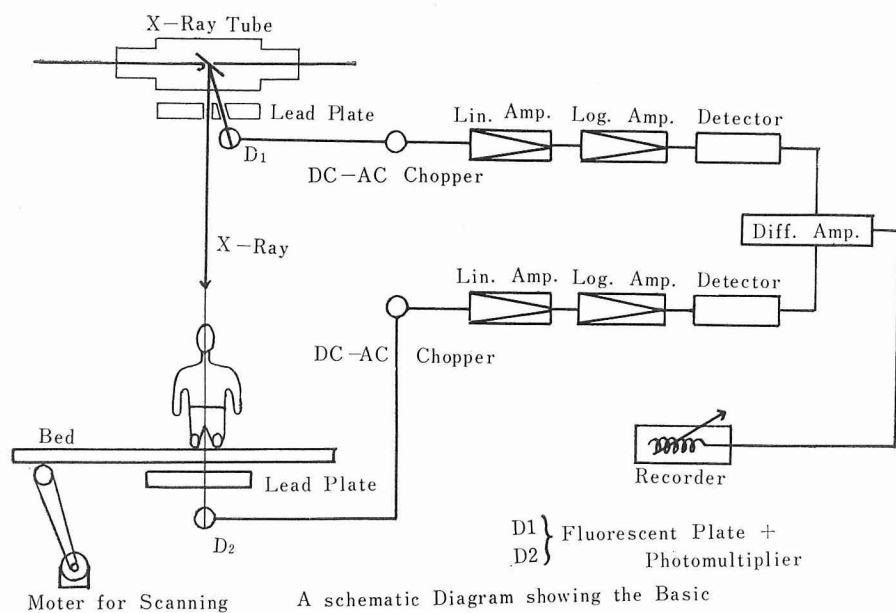 X-Ray Tube
Lead Plate
D1
DC-AC Chopper
Lin. Amp. Log. Amp. Detector
Diff. Amp.
X-Ray
Lin. Amp. Log. Amp. Detector
DC-AC Chopper
Bed
Lead Plate
D2
Recorder
D1
D2
Fluorescent Plate +
Photomultiplier
Moter for Scanning
A schematic Diagram showing the Basic